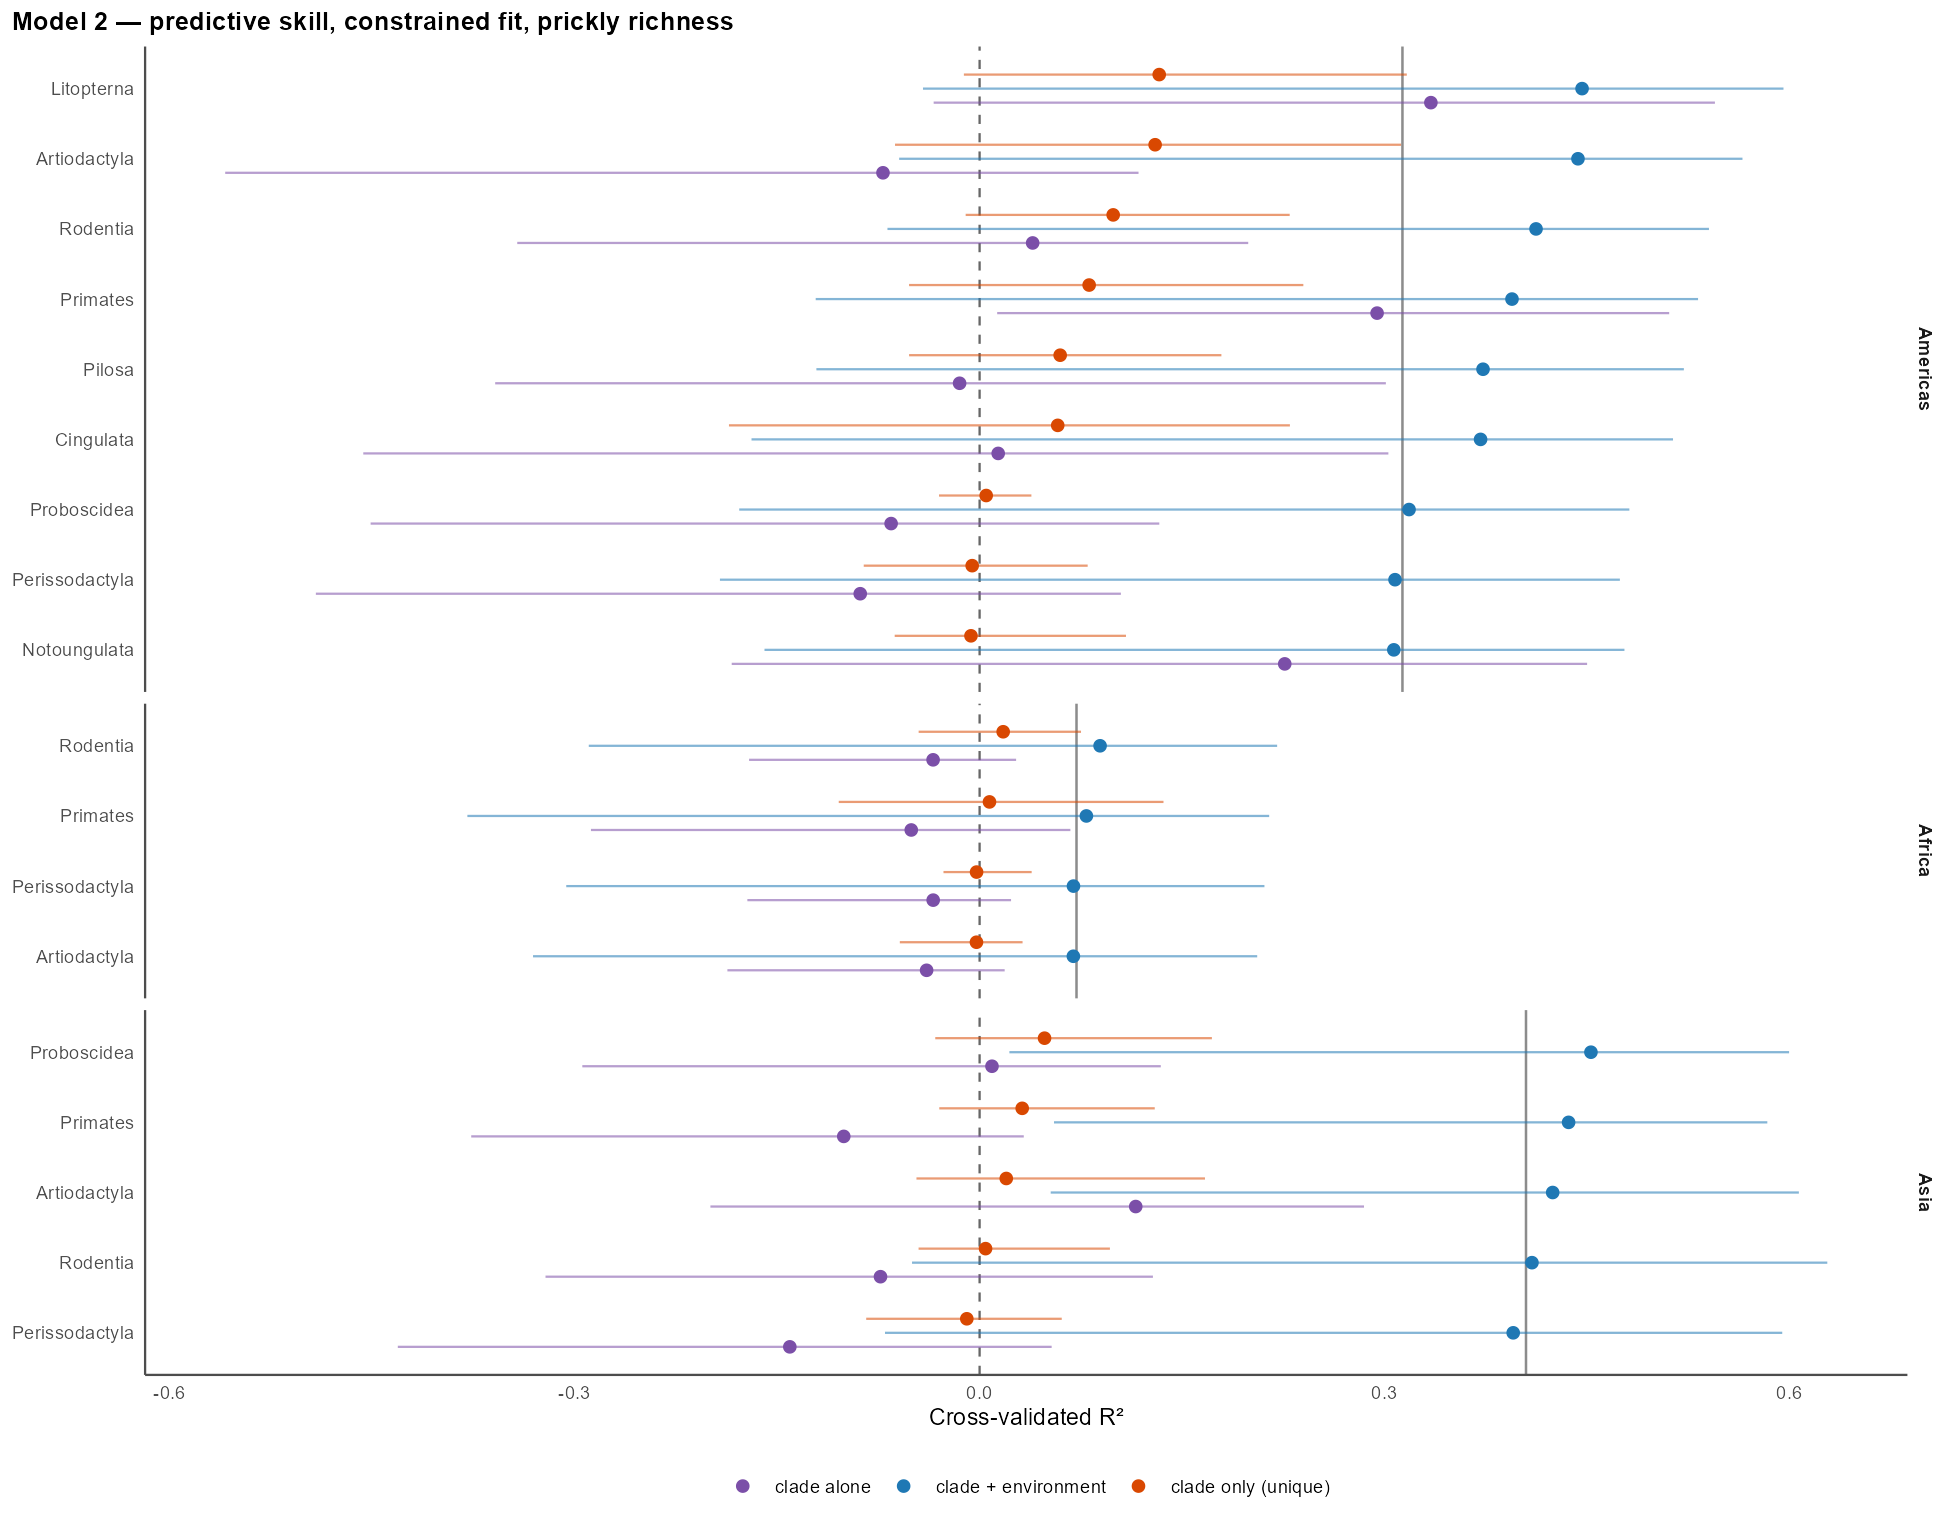 Model 2 — predictive skill, constrained fit, prickly richness
Litopterna
Artiodactyla
Rodentia
Primates
Pilosa
Cingulata
Proboscidea
Perissodactyla
Notoungulata
Americas
Rodentia
Primates
Perissodactyla
Artiodactyla
Africa
Proboscidea
Primates
Artiodactyla
Rodentia
Perissodactyla
Asia
-0.6 -0.3 0.0 0.3 0.6
Cross-validated R²
clade alone clade + environment clade only (unique)